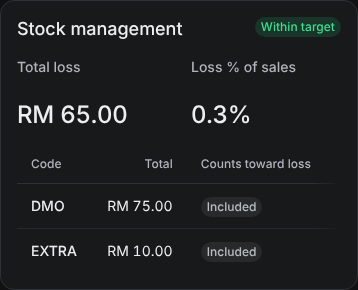 Stock management Within target
Total loss Loss % of sales
RM 65.00 0.3%
Code Total Counts toward loss
DMO RM 75.00 Included
EXTRA RM 10.00 Included